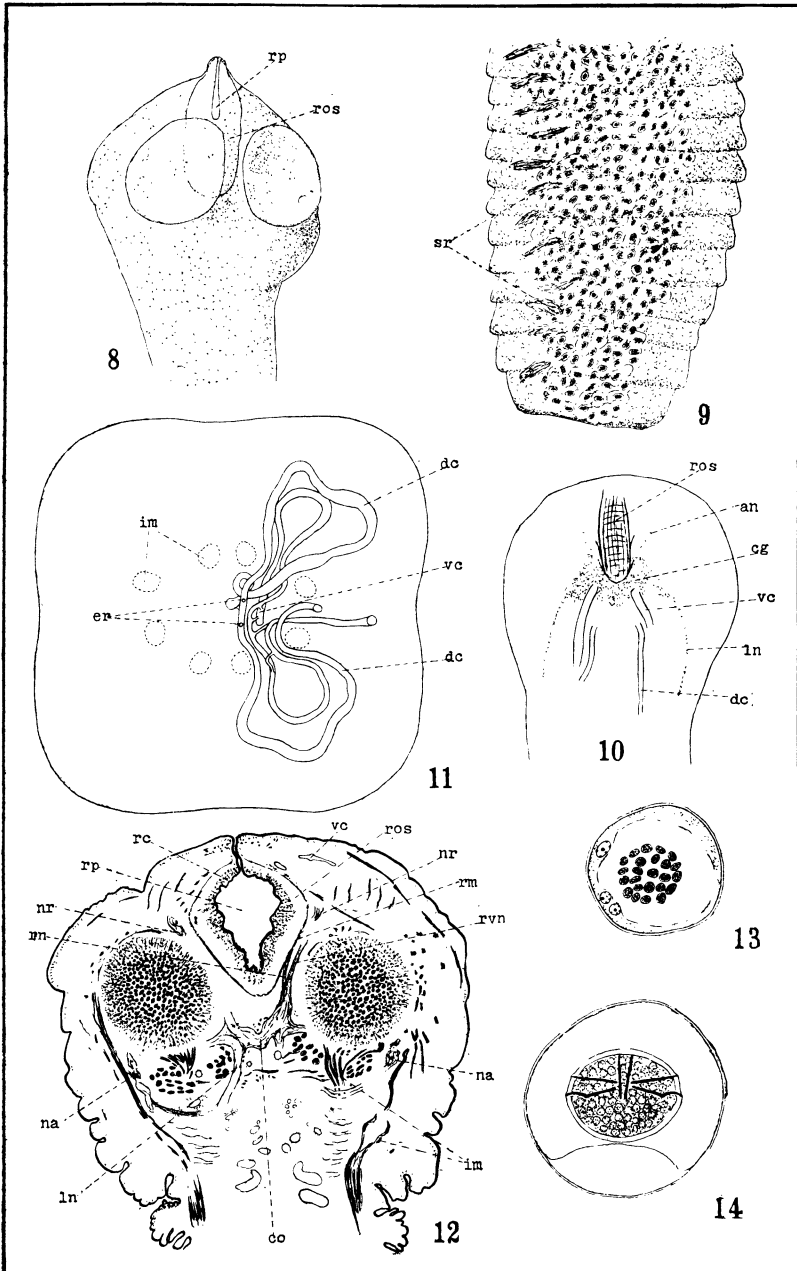 rp
ros
8
sr
9
dc
im
vc
er
dc
11
ros
an
cg
vc
ln
dc
10
rc
vc
ros
rp
nr
nr
rm
mn
rvn
na
na
ln
im
co
12
13
14